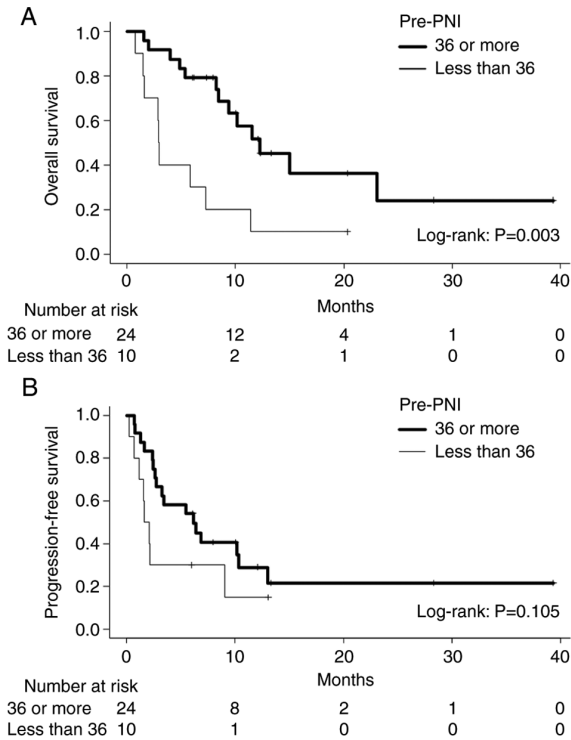 A
Pre-PNI
36 or more
Less than 36
Overall survival
1.0
0.8
0.6
0.4
0.2
0.0
Log-rank: P=0.003
0 10 20 30 40
Months
Number at risk
36 or more 24 12 4 1 0
Less than 36 10 2 1 0 0
B
Pre-PNI
36 or more
Less than 36
Progression-free survival
1.0
0.8
0.6
0.4
0.2
0.0
Log-rank: P=0.105
0 10 20 30 40
Months
Number at risk
36 or more 24 8 2 1 0
Less than 36 10 1 0 0 0